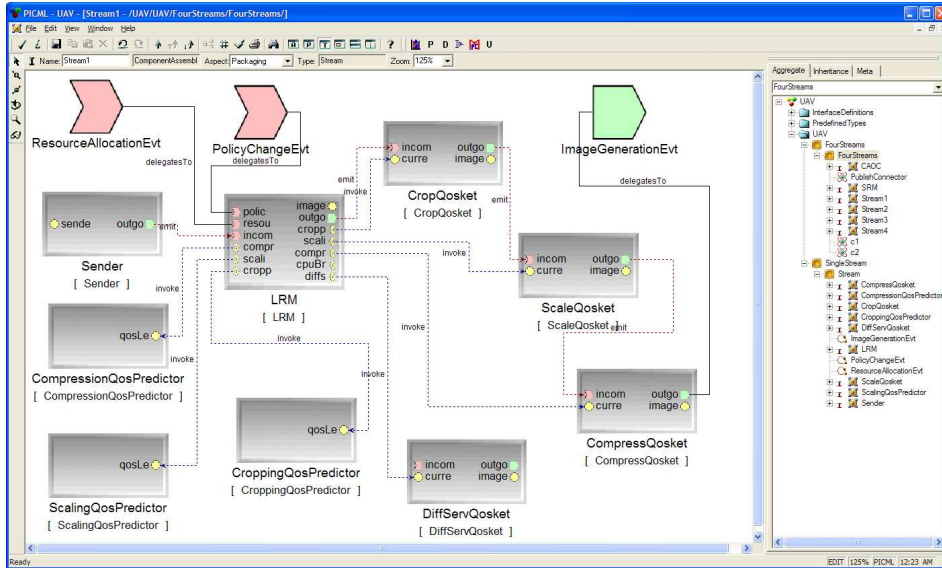 PICML - UAV - [Stream1 - /UAV/UAV/FourStreams/FourStreams/]
File Edit View Window Help
R P T ? P D U
Name: Stream1 ComponentAssembl Aspect: Packaging Type: Stream Zoom: 125%
ResourceAllocationEvt
PolicyChangeEvt
ImageGenerationEvt
delegatesTo
delegatesTo
delegatesTo
incom outgo
curre image
CropQosket
[ CropQosket ]
emit
invoke
emit
sende outgo
Sender
[ Sender ]
emit
polic image
resou outgo
incom cropp
compr scali
scali compr
cropp cpuBr
diffs
LRM
[ LRM ]
invoke
incom outgo
curre image
ScaleQosket
[ ScaleQosket ]
emit
invoke
qosLe
CompressionQosPredictor
[ CompressionQosPredictor ]
invoke
invoke
invoke
incom outgo
curre image
CompressQosket
[ CompressQosket ]
qosLe
CroppingQosPredictor
[ CroppingQosPredictor ]
qosLe
ScalingQosPredictor
[ ScalingQosPredictor ]
incom outgo
curre image
DiffServQosket
[ DiffServQosket ]
Aggregate Inheritance Meta
FourStreams
UAV
InterfaceDefinitions
PredefinedTypes
UAV
FourStreams
FourStreams
CAOC
PublishConnector
SRM
Stream1
Stream2
Stream3
Stream4
c1
c2
SingleStream
Stream
CompressQosket
CompressionQosPredictor
CropQosket
CroppingQosPredictor
DiffServQosket
ImageGenerationEvt
LRM
PolicyChangeEvt
ResourceAllocationEvt
ScaleQosket
ScalingQosPredictor
Sender
Ready
EDIT 125% PICML 12:23 AM